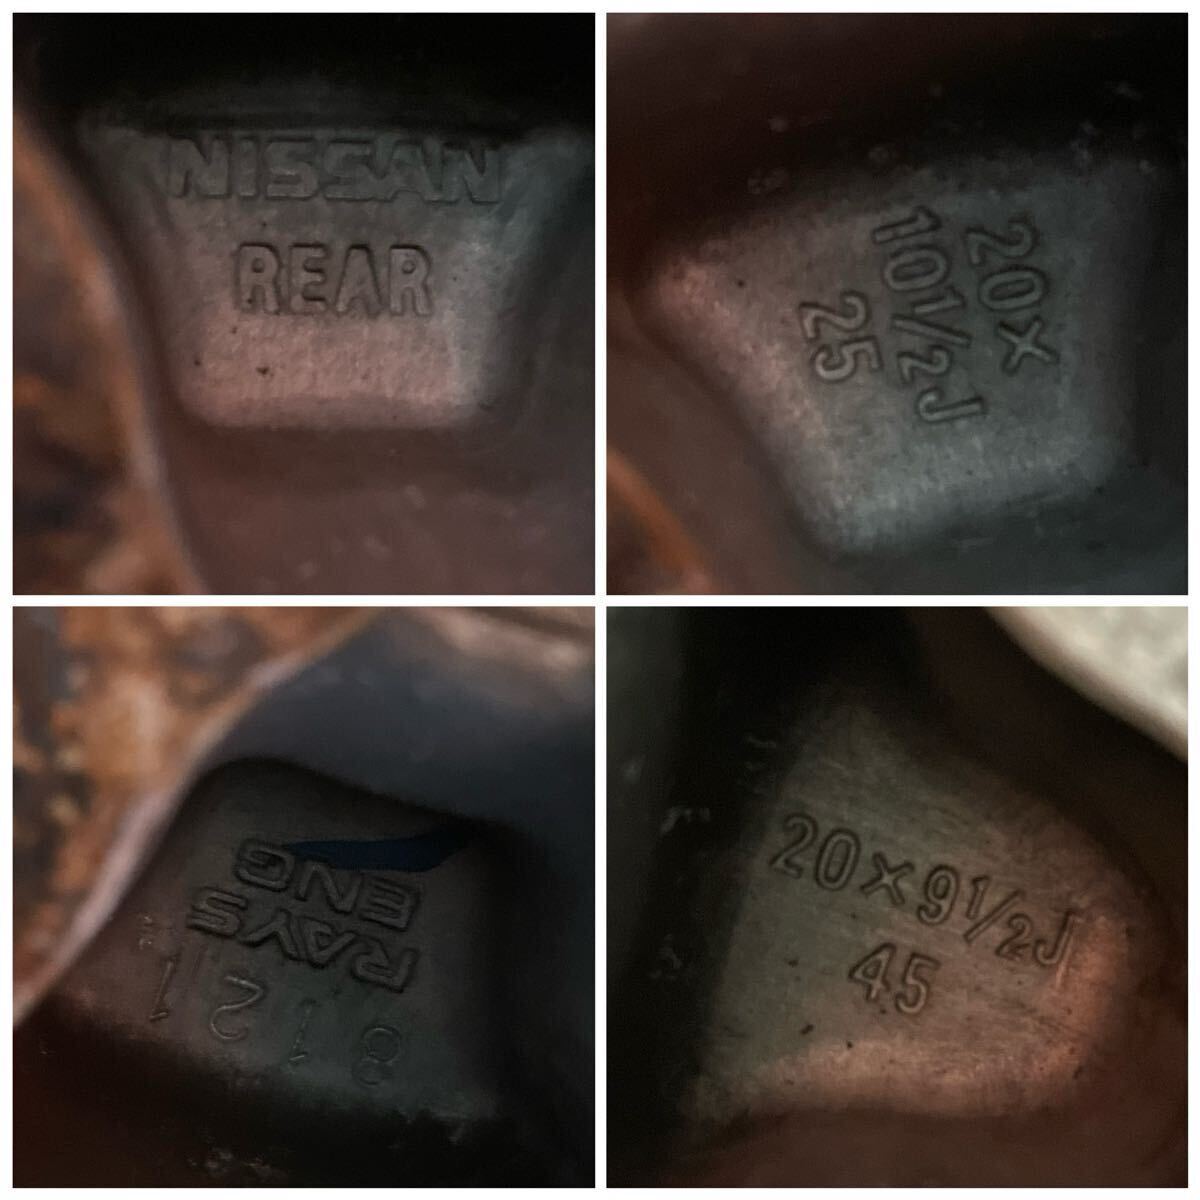 NISSAN
REAR
20×
10 1/2J
25
RAYS
ENG
8121
20×9 1/2J
45